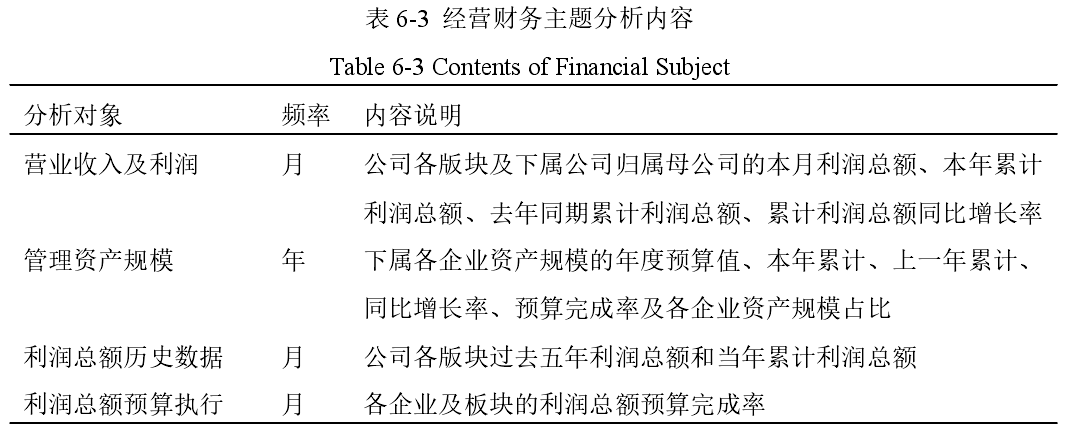 表 6-3 经营财务主题分析内容
Table 6-3 Contents of Financial Subject
分析对象 频率 内容说明
营业收入及利润 月 公司各版块及下属公司归属母公司的本月利润总额、本年累计
利润总额、去年同期累计利润总额、累计利润总额同比增长率
管理资产规模 年 下属各企业资产规模的年度预算值、本年累计、上一年累计、
同比增长率、预算完成率及各企业资产规模占比
利润总额历史数据 月 公司各版块过去五年利润总额和当年累计利润总额
利润总额预算执行 月 各企业及板块的利润总额预算完成率